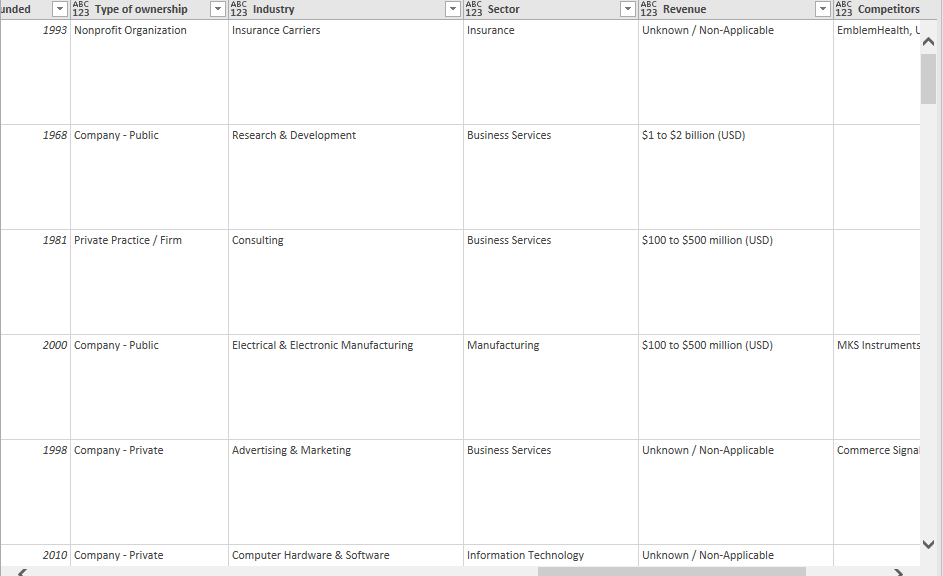 unded ABC 123 Type of ownership ABC 123 Industry ABC 123 Sector ABC 123 Revenue ABC 123 Competitors
1993 Nonprofit Organization Insurance Carriers Insurance Unknown / Non-Applicable EmblemHealth, U
1968 Company - Public Research & Development Business Services $1 to $2 billion (USD)
1981 Private Practice / Firm Consulting Business Services $100 to $500 million (USD)
2000 Company - Public Electrical & Electronic Manufacturing Manufacturing $100 to $500 million (USD) MKS Instruments
1998 Company - Private Advertising & Marketing Business Services Unknown / Non-Applicable Commerce Signal
2010 Company - Private Computer Hardware & Software Information Technology Unknown / Non-Applicable